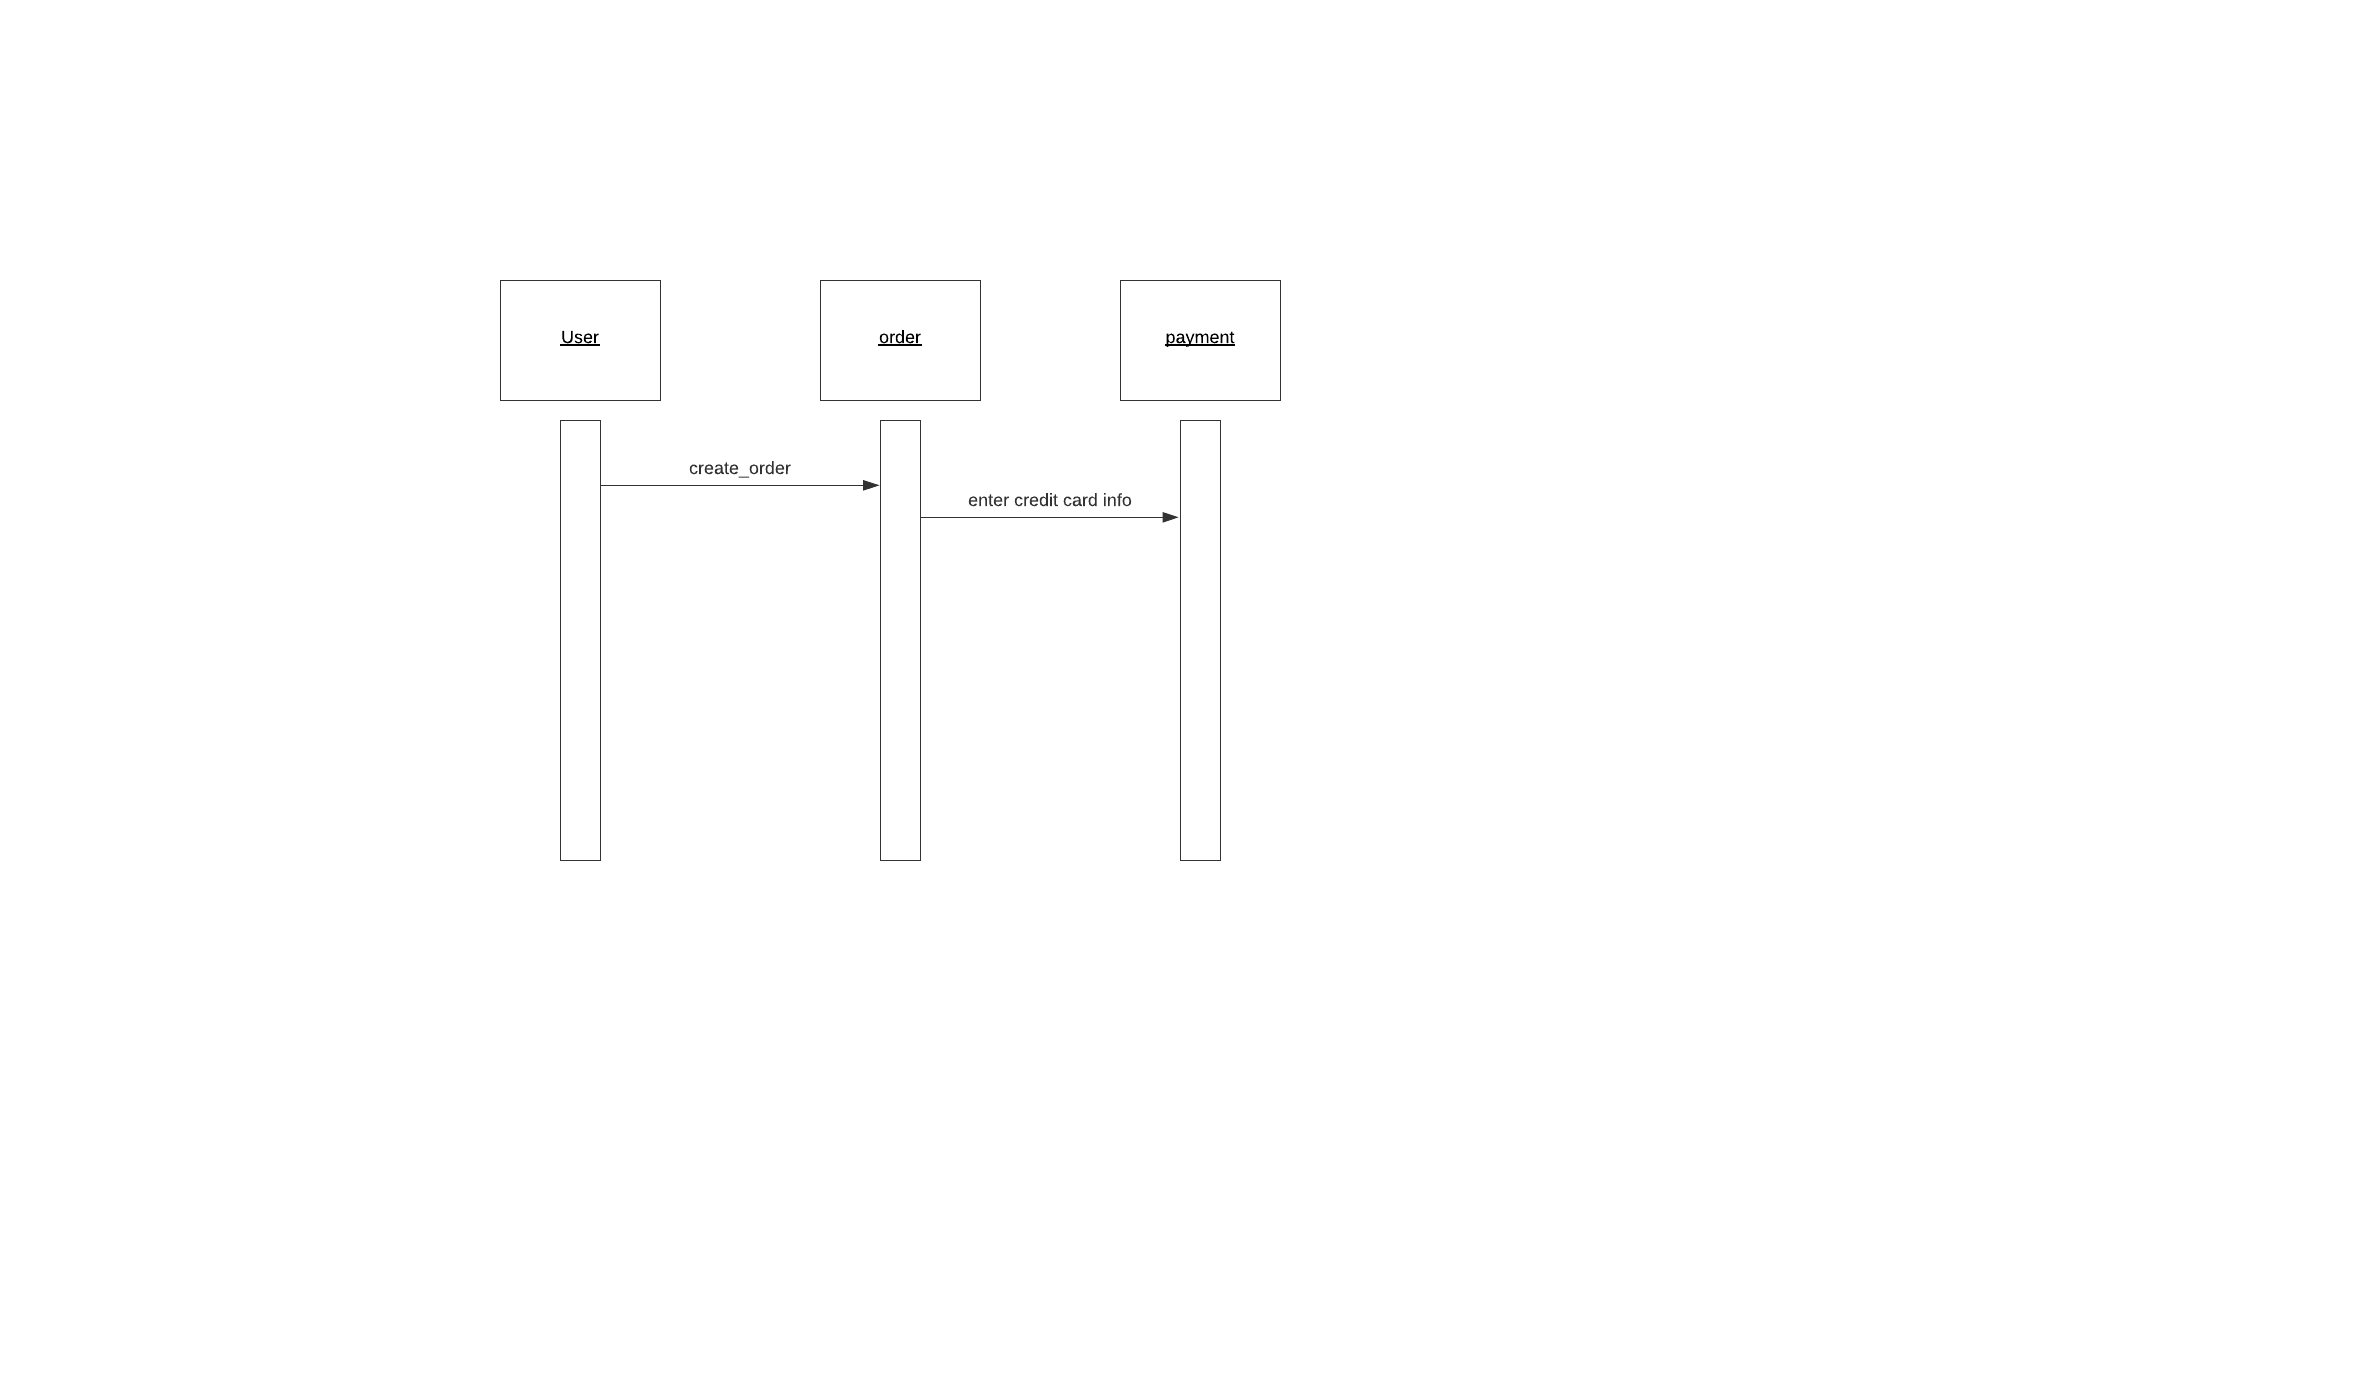 User
order
payment
create_order
enter credit card info